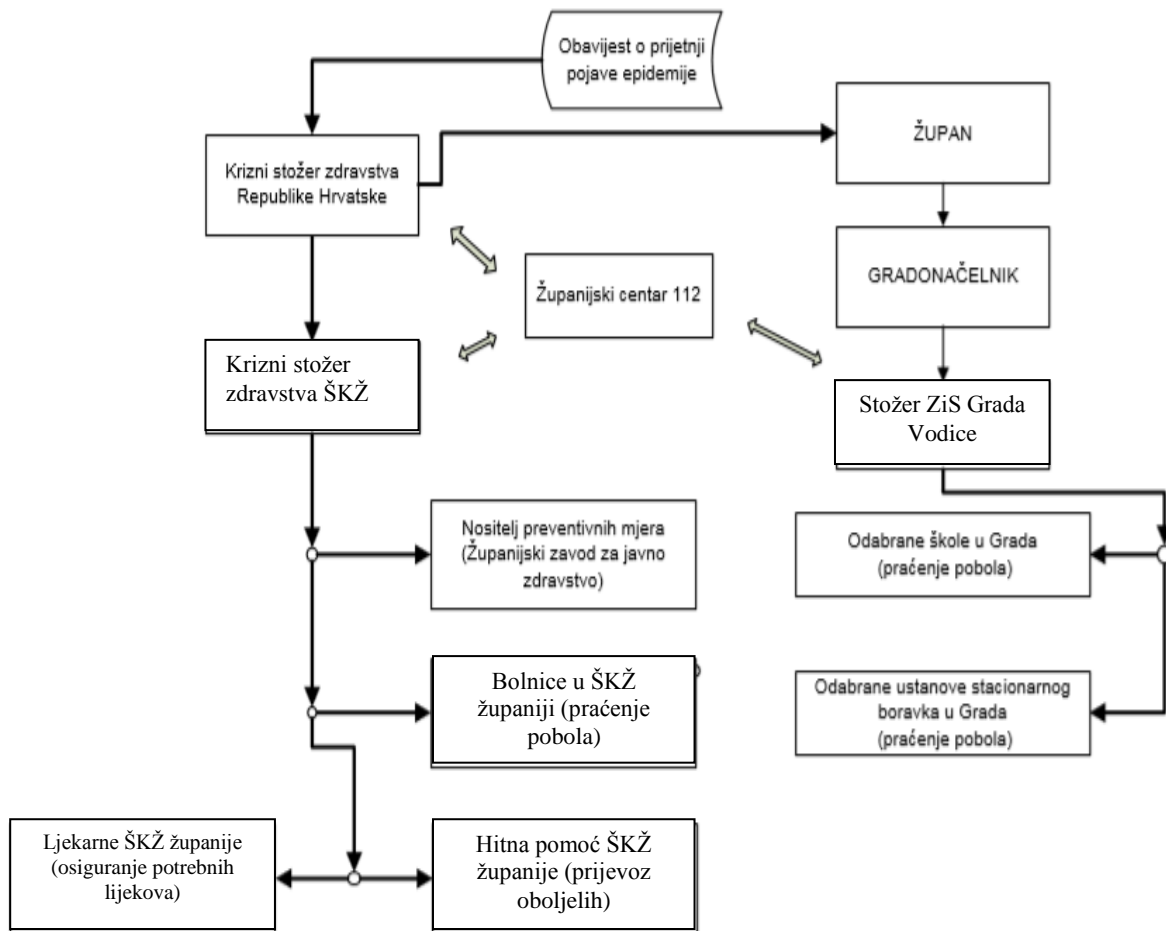 Obavijest o prijetnji
pojave epidemije
Krizni stožer zdravstva
Republike Hrvatske
ŽUPAN
GRADONAČELNIK
Županijski centar 112
Krizni stožer
zdravstva ŠKŽ
Stožer ZiS Grada
Vodice
Nositelj preventivnih mjera
(Županijski zavod za javno
zdravstvo)
Odabrane škole u Grada
(praćenje pobola)
Bolnice u ŠKŽ
županiji (praćenje
pobola)
Odabrane ustanove stacionarnog
boravka u Grada
(praćenje pobola)
Ljekarne ŠKŽ županije
(osiguranje potrebnih
lijekova)
Hitna pomoć ŠKŽ
županije (prijevoz
oboljelih)